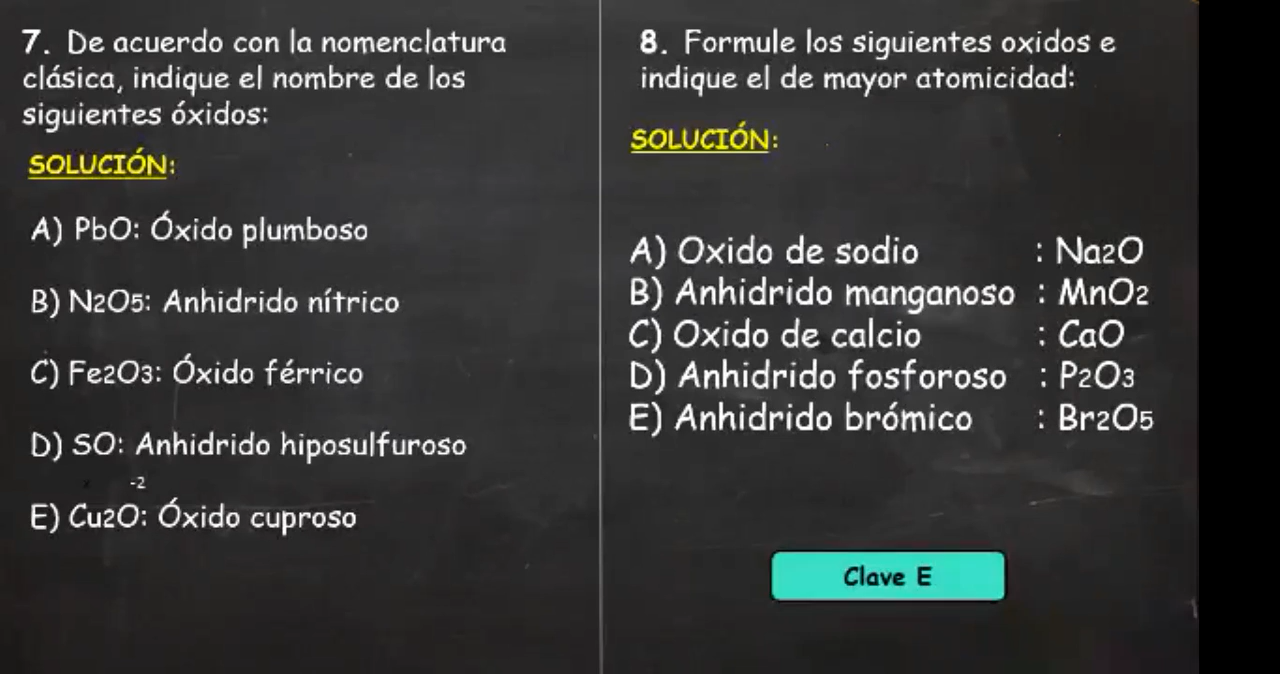 7. De acuerdo con la nomenclatura
clásica, indique el nombre de los
siguientes óxidos:
SOLUCIÓN:
A) PbO: Óxido plumboso
B) N2O5: Anhidrido nítrico
C) Fe2O3: Óxido férrico
D) SO: Anhidrido hiposulfuroso
-2
E) Cu2O: Óxido cuproso
8. Formule los siguientes oxidos e
indique el de mayor atomicidad:
SOLUCIÓN:
A) Oxido de sodio : Na2O
B) Anhidrido manganoso : MnO2
C) Oxido de calcio : CaO
D) Anhidrido fosforoso : P2O3
E) Anhidrido brómico : Br2O5
Clave E